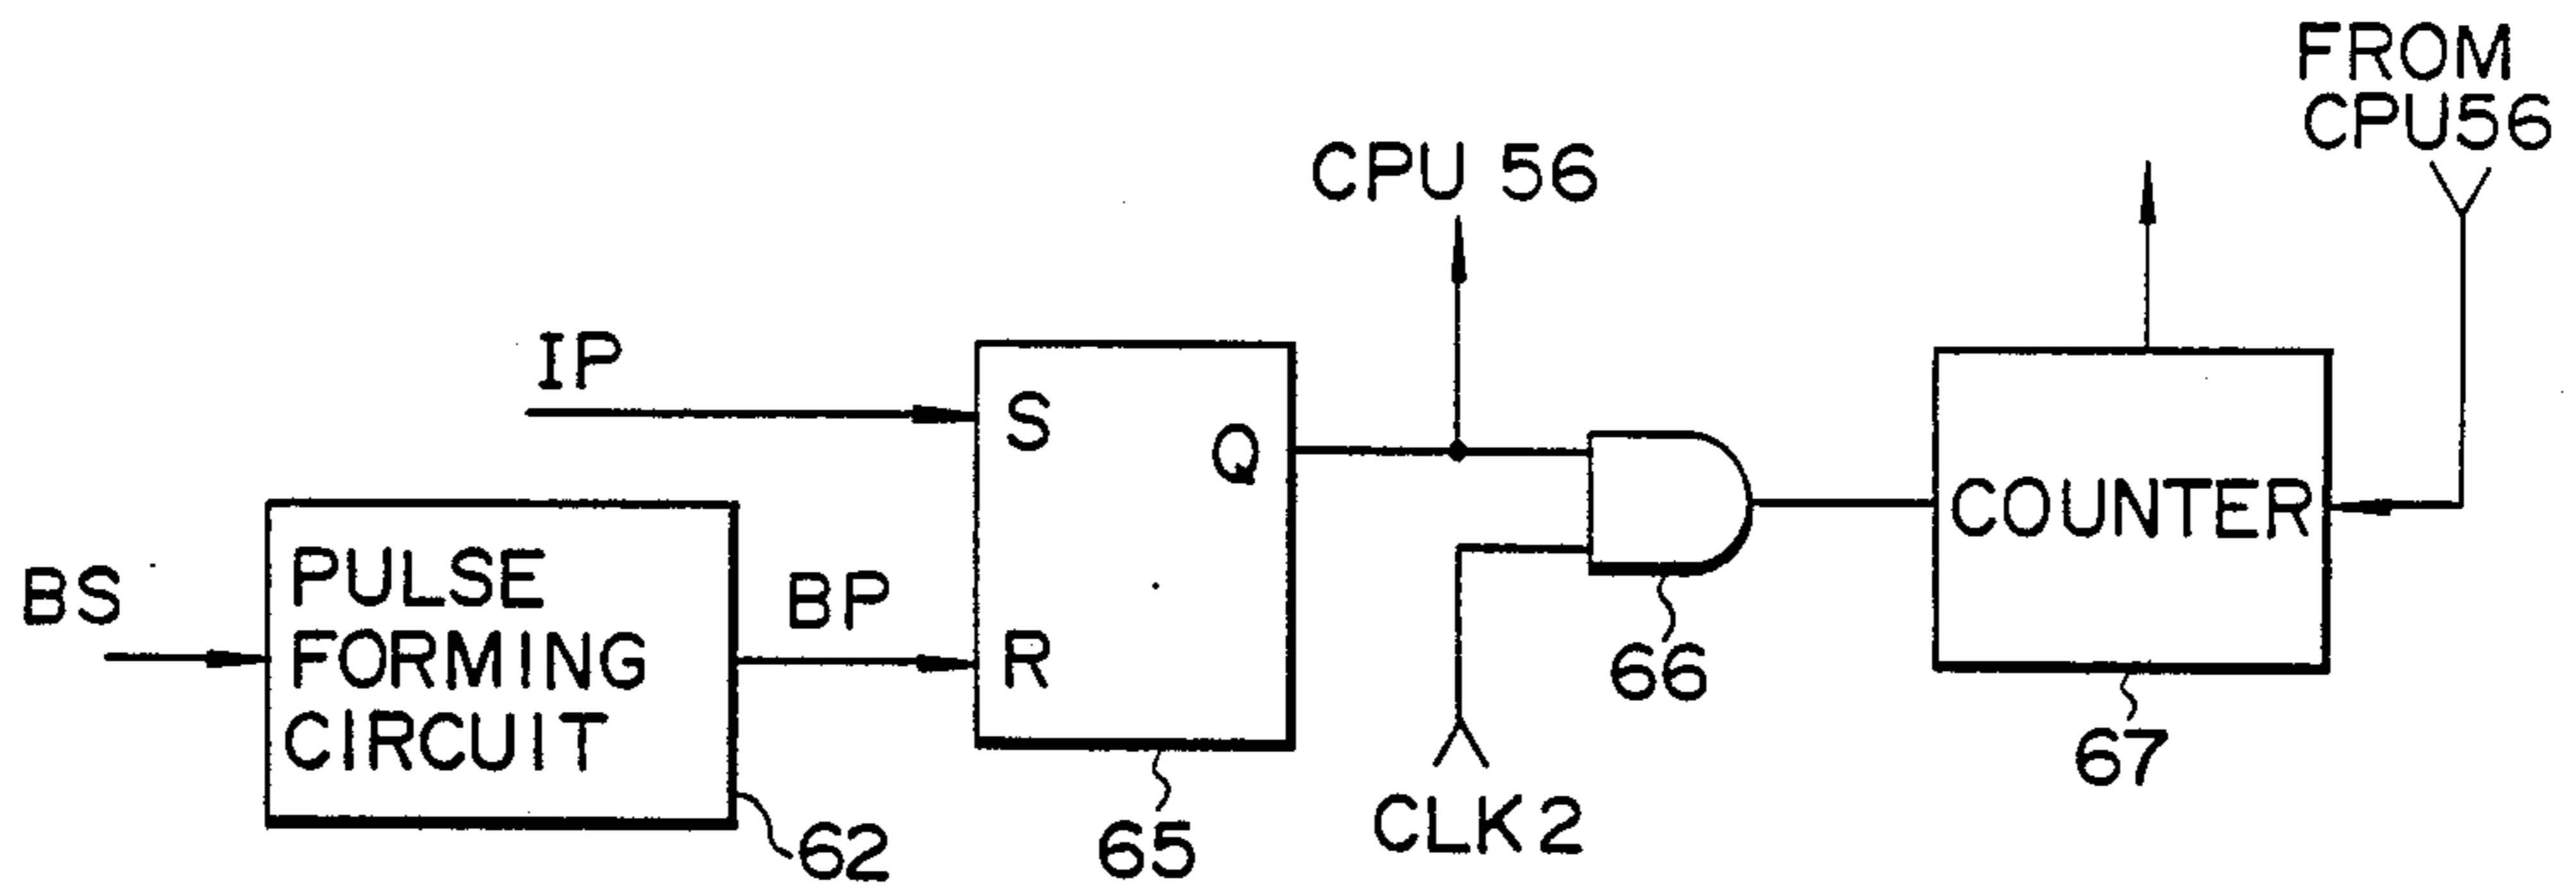 FROM
CPU56
CPU 56
IP
S
Q
COUNTER
BS
PULSE
FORMING
CIRCUIT
BP
R
66
67
CLK2
62
65